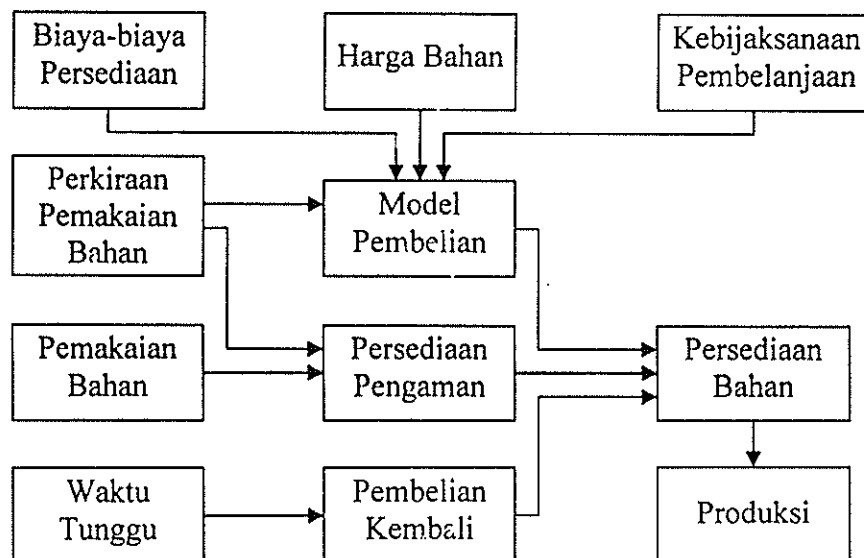 Biaya-biaya
Persediaan
Harga Bahan
Kebijaksanaan
Pembelanjaan
Perkiraan
Pemakaian
Bahan
Model
Pembelian
Pemakaian
Bahan
Persediaan
Pengaman
Persediaan
Bahan
Waktu
Tunggu
Pembelian
Kembali
Produksi